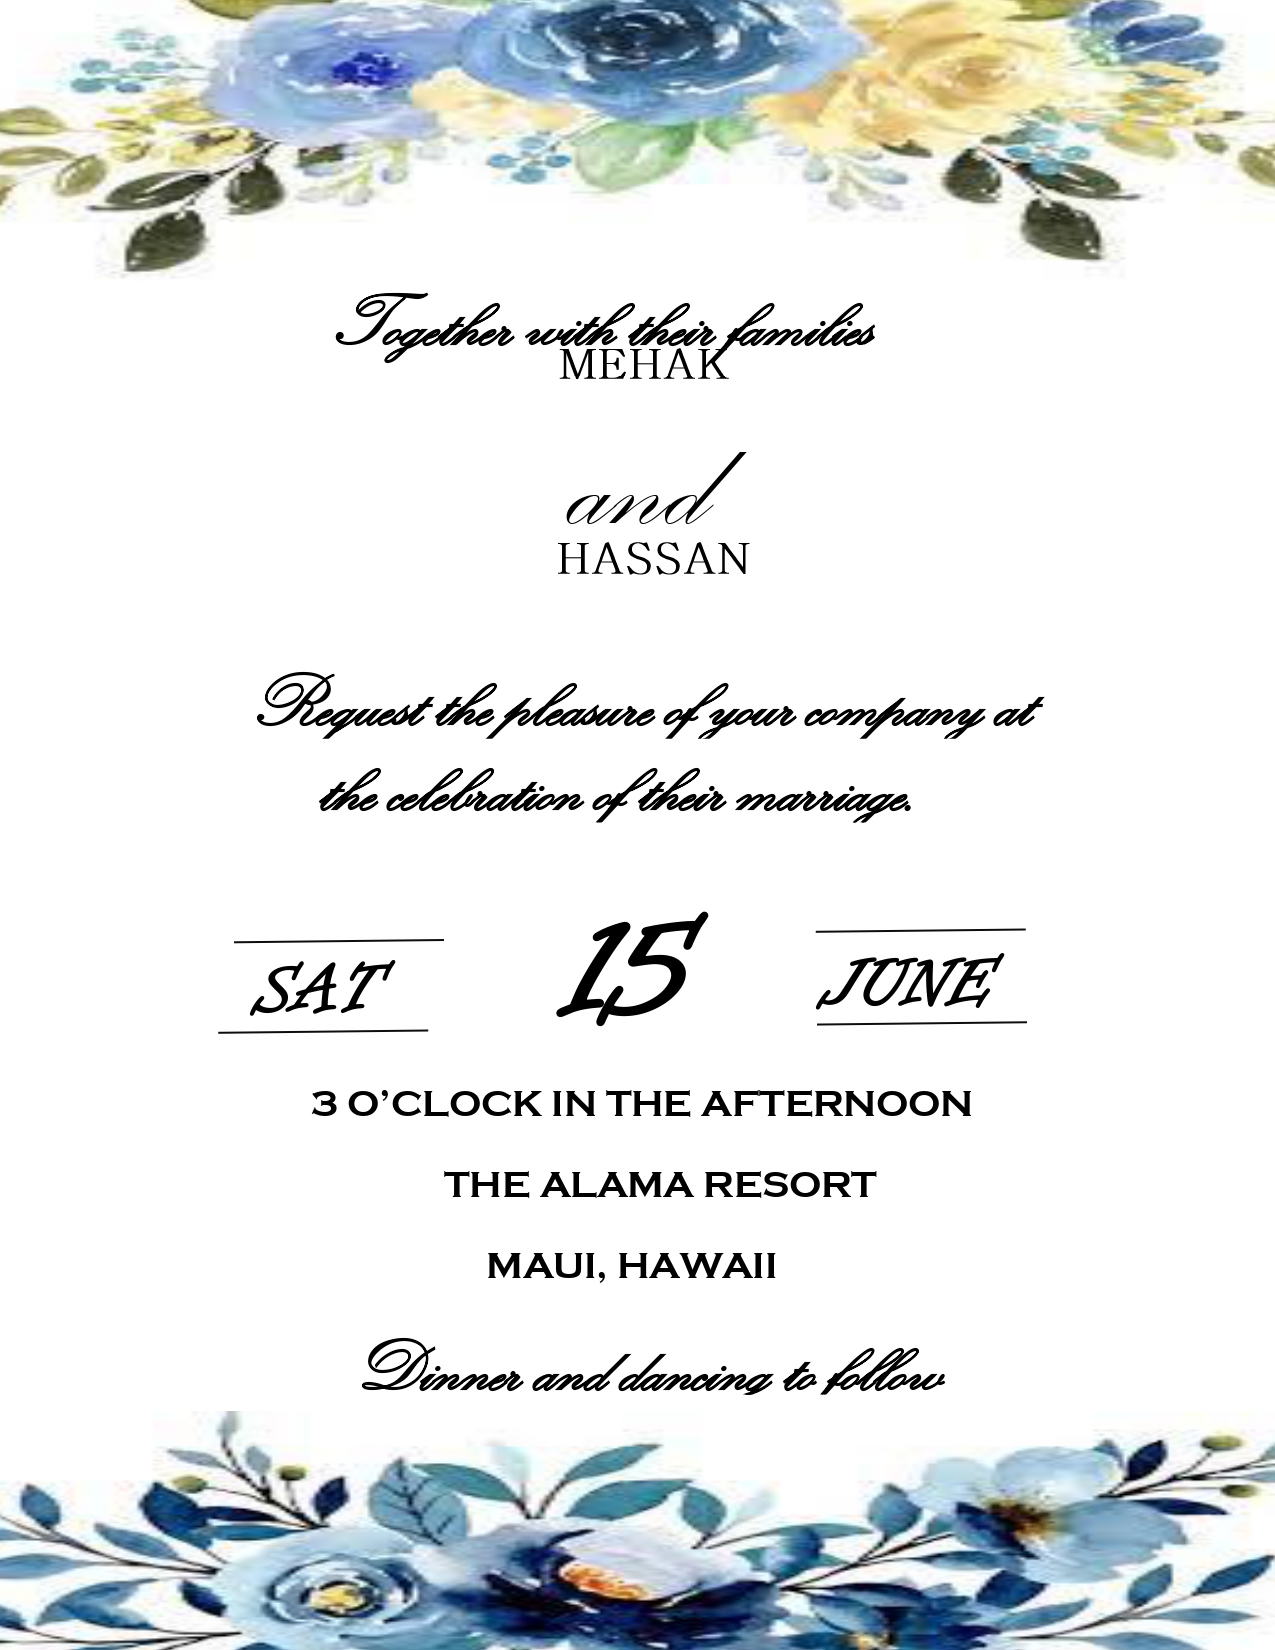 Together with their families
MEHAK
and
HASSAN
Request the pleasure of your company at
the celebration of their marriage.
SAT 15 JUNE
3 O’CLOCK IN THE AFTERNOON
THE ALAMA RESORT
MAUI, HAWAII
Dinner and dancing to follow